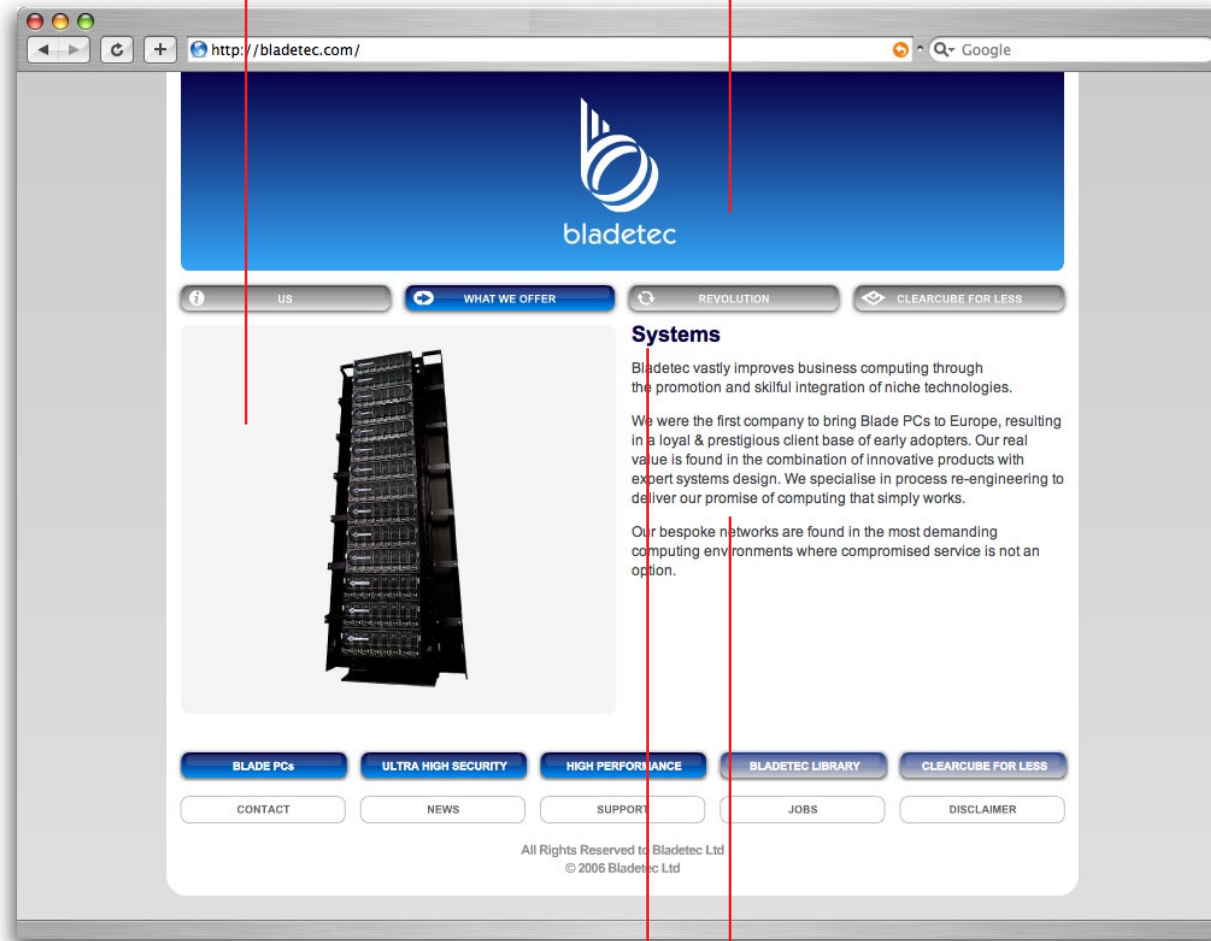 http://bladetec.com/
Google
bladetec
US
WHAT WE OFFER
REVOLUTION
CLEARCUBE FOR LESS
Systems
Bladetec vastly improves business computing through
the promotion and skilful integration of niche technologies.
We were the first company to bring Blade PCs to Europe, resulting
in a loyal & prestigious client base of early adopters. Our real
value is found in the combination of innovative products with
expert systems design. We specialise in process re-engineering to
deliver our promise of computing that simply works.
Our bespoke networks are found in the most demanding
computing environments where compromised service is not an
option.
BLADE PCs
ULTRA HIGH SECURITY
HIGH PERFORMANCE
BLADETEC LIBRARY
CLEARCUBE FOR LESS
CONTACT
NEWS
SUPPORT
JOBS
DISCLAIMER
All Rights Reserved to Bladetec Ltd
© 2006 Bladetec Ltd